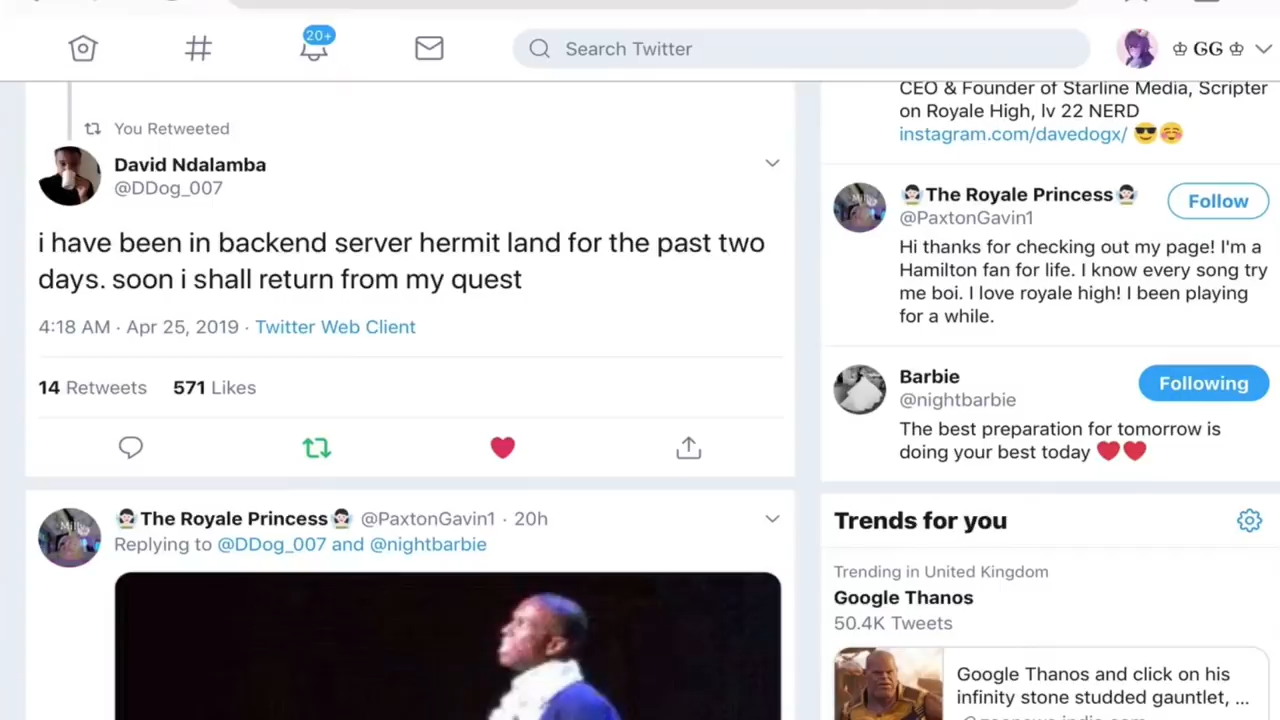 20+
Search Twitter
♔ GG ♔
You Retweeted
David Ndalamba
@DDog_007
i have been in backend server hermit land for the past two
days. soon i shall return from my quest
4:18 AM · Apr 25, 2019 · Twitter Web Client
14 Retweets 571 Likes
The Royale Princess @PaxtonGavin1 · 20h
Replying to @DDog_007 and @nightbarbie
CEO & Founder of Starline Media, Scripter
on Royale High, lv 22 NERD
instagram.com/davedogx/ 😎☺️
The Royale Princess
Follow
@PaxtonGavin1
Hi thanks for checking out my page! I'm a
Hamilton fan for life. I know every song try
me boi. I love royale high! I been playing
for a while.
Barbie
Following
@nightbarbie
The best preparation for tomorrow is
doing your best today ❤️❤️
Trends for you
Trending in United Kingdom
Google Thanos
50.4K Tweets
Google Thanos and click on his
infinity stone studded gauntlet, ...